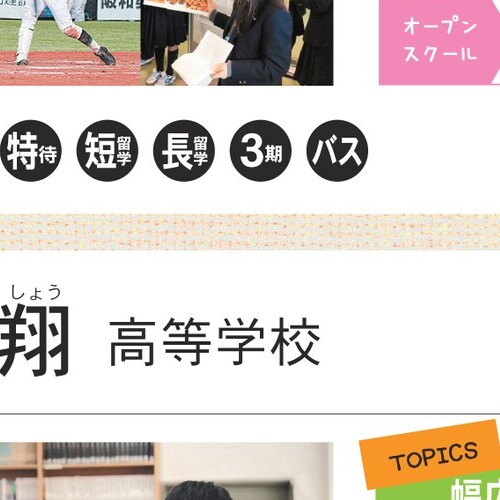 オープン
スクール
特待
短留学
長留学
3期
バス
しょう
翔 高等学校
TOPICS